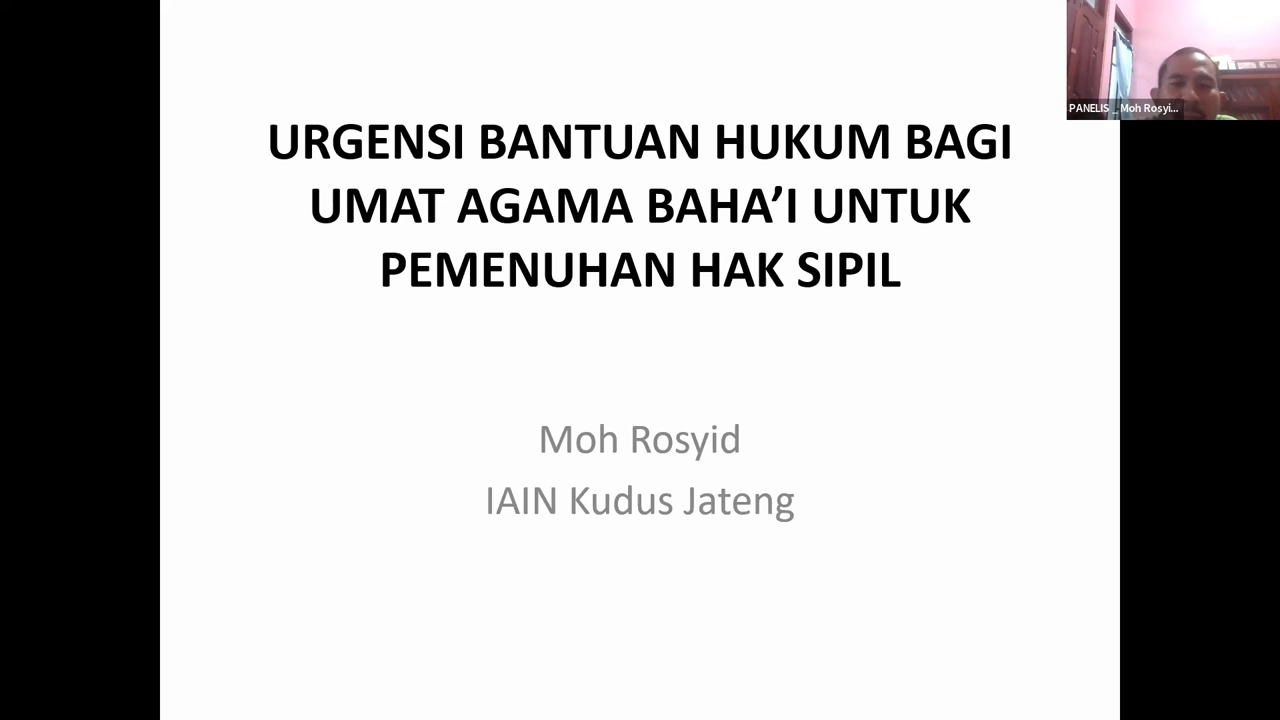 URGENSI BANTUAN HUKUM BAGI
UMAT AGAMA BAHA’I UNTUK
PEMENUHAN HAK SIPIL
Moh Rosyid
IAIN Kudus Jateng
PANELIS _ Moh Rosyi...